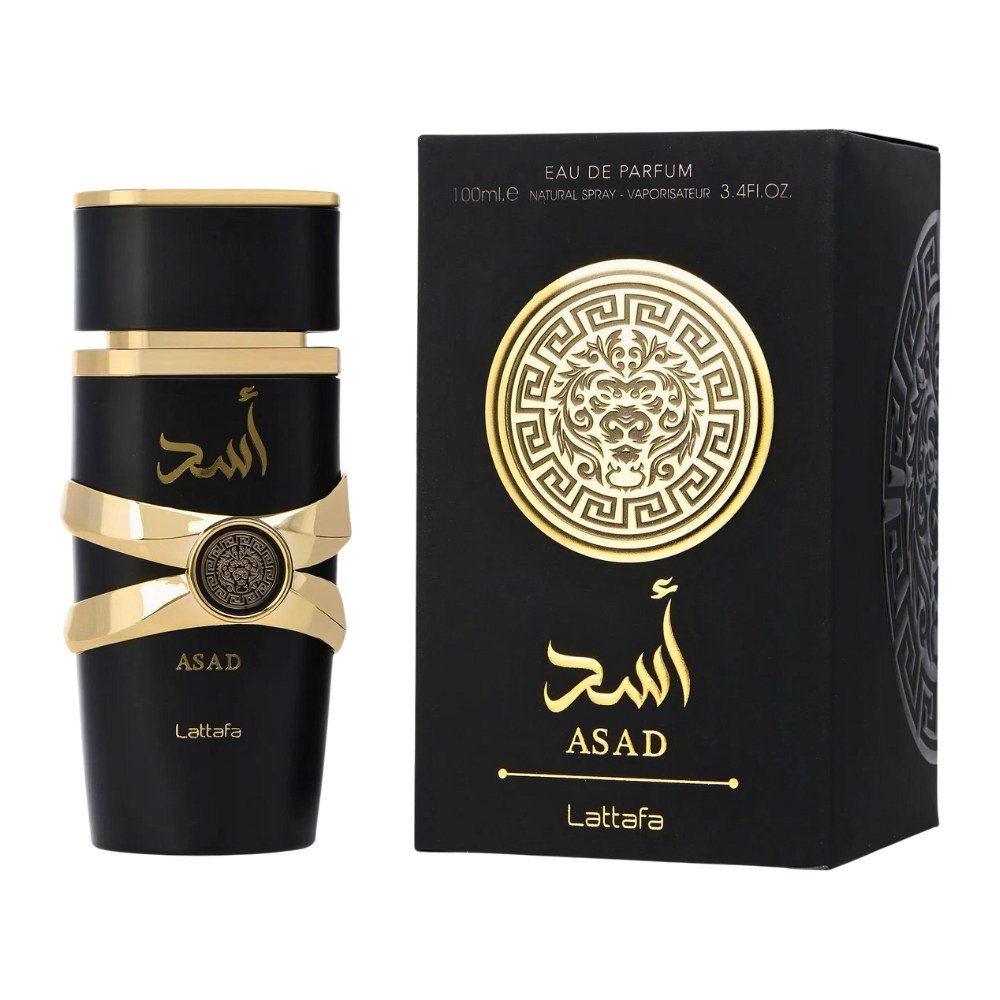 أسد
ASAD
Lattafa
EAU DE PARFUM
100ml.e NATURAL SPRAY - VAPORISATEUR 3.4Fl.OZ.
أسد
ASAD
Lattafa